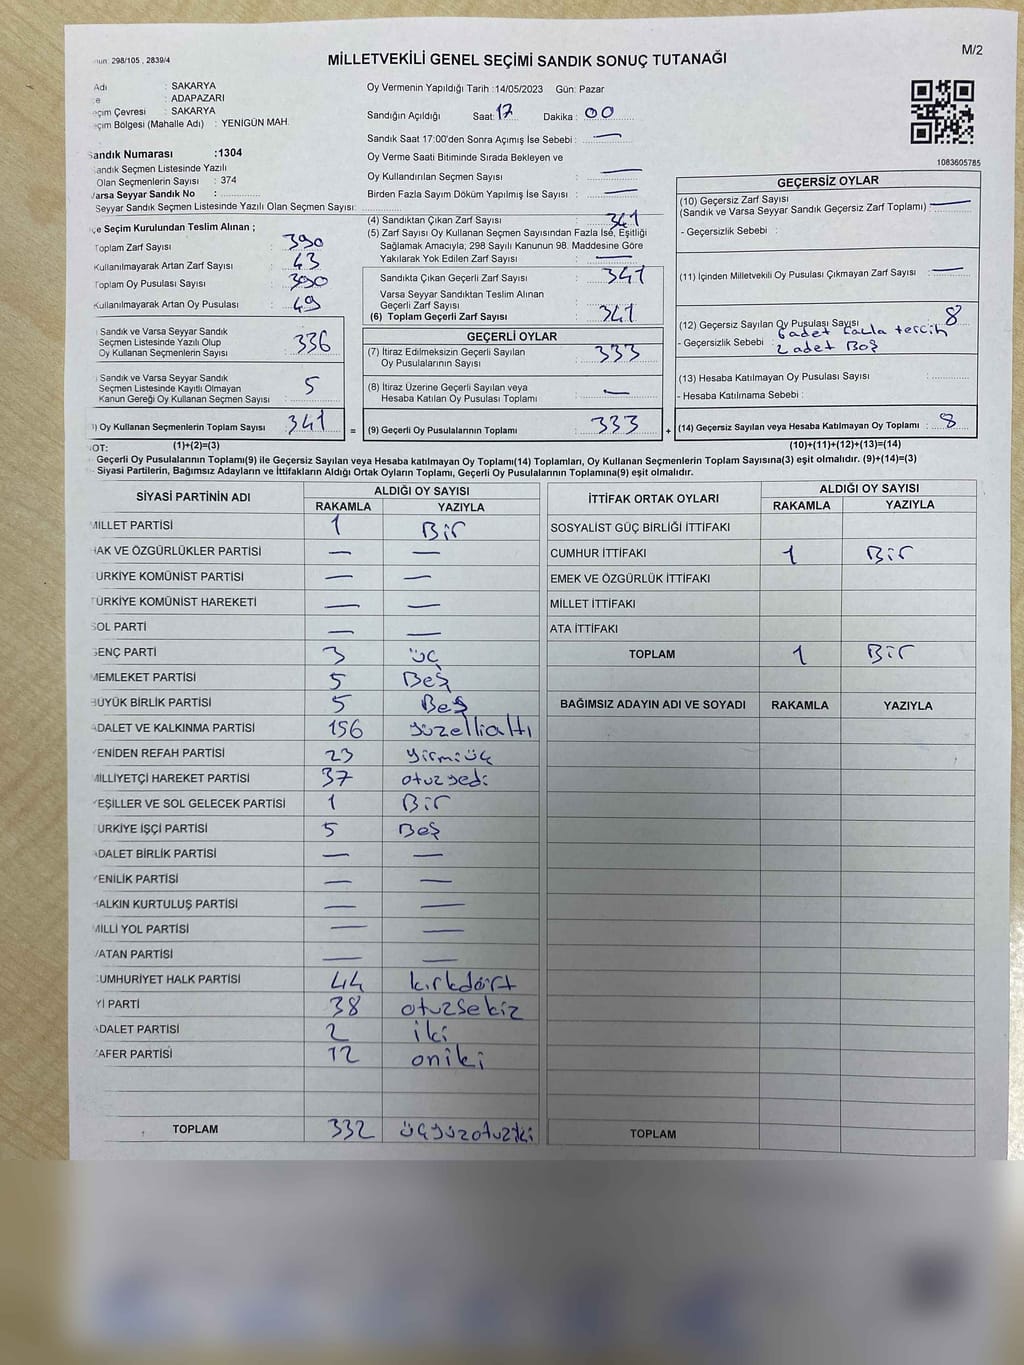 M/2
298/105 , 2839/4
MİLLETVEKİLİ GENEL SEÇİMİ SANDIK SONUÇ TUTANAĞI
Adı : SAKARYA
: ADAPAZARI
Çevresi : SAKARYA
Bölgesi (Mahalle Adı) : YENİGÜN MAH.
Sandık Numarası :1304
Sandık Seçmen Listesinde Yazılı
Olan Seçmenlerin Sayısı : 374
Varsa Seyyar Sandık No :
Seyyar Sandık Seçmen Listesinde Yazılı Olan Seçmen Sayısı:
Oy Vermenin Yapıldığı Tarih :14/05/2023 Gün: Pazar
Sandığın Açıldığı Saat: 17 Dakika : 00
Sandık Saat 17:00'den Sonra Açımış İse Sebebi : —
Oy Verme Saati Bitiminde Sırada Bekleyen ve
Oy Kullandırılan Seçmen Sayısı : —
Birden Fazla Sayım Döküm Yapılmış İse Sayısı : —
1083605785
Seçim Kurulundan Teslim Alınan ;
Toplam Zarf Sayısı : 390
Kullanılmayarak Artan Zarf Sayısı : 43
Toplam Oy Pusulası Sayısı : 390
Kullanılmayarak Artan Oy Pusulası : 49
Sandık ve Varsa Seyyar Sandık
Seçmen Listesinde Yazılı Olup
Oy Kullanan Seçmenlerin Sayısı : 336
Sandık ve Varsa Seyyar Sandık
Seçmen Listesinde Kayıtlı Olmayan
Kanun Gereği Oy Kullanan Seçmen Sayısı : 5
Oy Kullanan Seçmenlerin Toplam Sayısı : 341
(1)+(2)=(3)
(4) Sandıktan Çıkan Zarf Sayısı : 341
(5) Zarf Sayısı Oy Kullanan Seçmen Sayısından Fazla İse, Eşitliği
Sağlamak Amacıyla, 298 Sayılı Kanunun 98. Maddesine Göre
Yakılarak Yok Edilen Zarf Sayısı : —
Sandıkta Çıkan Geçerli Zarf Sayısı : 341
Varsa Seyyar Sandıktan Teslim Alınan
Geçerli Zarf Sayısı :
(6) Toplam Geçerli Zarf Sayısı : 341
GEÇERLİ OYLAR
(7) İtiraz Edilmeksizin Geçerli Sayılan
Oy Pusulalarının Sayısı : 333
(8) İtiraz Üzerine Geçerli Sayılan veya
Hesaba Katılan Oy Pusulası Toplamı : —
= (9) Geçerli Oy Pusulalarının Toplamı : 333 +
GEÇERSİZ OYLAR
(10) Geçersiz Zarf Sayısı
(Sandık ve Varsa Seyyar Sandık Geçersiz Zarf Toplamı) : —
- Geçersizlik Sebebi :
(11) İçinden Milletvekili Oy Pusulası Çıkmayan Zarf Sayısı : —
(12) Geçersiz Sayılan Oy Pusulası Sayısı : 8
- Geçersizlik Sebebi : 6 adet fazla tercih
2 adet Boş
(13) Hesaba Katılmayan Oy Pusulası Sayısı :
- Hesaba Katılmama Sebebi :
(14) Geçersiz Sayılan veya Hesaba Katılmayan Oy Toplamı : 8
(10)+(11)+(12)+(13)=(14)
NOT:
Geçerli Oy Pusulalarının Toplamı(9) ile Geçersiz Sayılan veya Hesaba katılmayan Oy Toplamı(14) Toplamları, Oy Kullanan Seçmenlerin Toplam Sayısına(3) eşit olmalıdır. (9)+(14)=(3)
- Siyasi Partilerin, Bağımsız Adayların ve İttifakların Aldığı Ortak Oyların Toplamı, Geçerli Oy Pusulalarının Toplamına(9) eşit olmalıdır.
SİYASİ PARTİNİN ADI ALDIĞI OY SAYISI
RAKAMLA YAZIYLA
MİLLET PARTİSİ 1 Bir
HAK VE ÖZGÜRLÜKLER PARTİSİ — —
TÜRKİYE KOMÜNİST PARTİSİ — —
TÜRKİYE KOMÜNİST HAREKETİ — —
SOL PARTİ — —
GENÇ PARTİ 3 üç
MEMLEKET PARTİSİ 5 Beş
BÜYÜK BİRLİK PARTİSİ 5 Beş
ADALET VE KALKINMA PARTİSİ 156 yüzellialtı
YENİDEN REFAH PARTİSİ 23 yirmiüç
MİLLİYETÇİ HAREKET PARTİSİ 37 otuzyedi
YEŞİLLER VE SOL GELECEK PARTİSİ 1 Bir
TÜRKİYE İŞÇİ PARTİSİ 5 Beş
ADALET BİRLİK PARTİSİ — —
YENİLİK PARTİSİ — —
HALKIN KURTULUŞ PARTİSİ — —
MİLLİ YOL PARTİSİ — —
VATAN PARTİSİ — —
CUMHURİYET HALK PARTİSİ 44 kırkdört
İYİ PARTİ 38 otuzsekiz
ADALET PARTİSİ 2 iki
ZAFER PARTİSİ 12 oniki
TOPLAM 332 üçyüzotuziki
İTTİFAK ORTAK OYLARI ALDIĞI OY SAYISI
RAKAMLA YAZIYLA
SOSYALİST GÜÇ BİRLİĞİ İTTİFAKI
CUMHUR İTTİFAKI 1 Bir
EMEK VE ÖZGÜRLÜK İTTİFAKI
MİLLET İTTİFAKI
ATA İTTİFAKI
TOPLAM 1 Bir
BAĞIMSIZ ADAYIN ADI VE SOYADI RAKAMLA YAZIYLA
TOPLAM